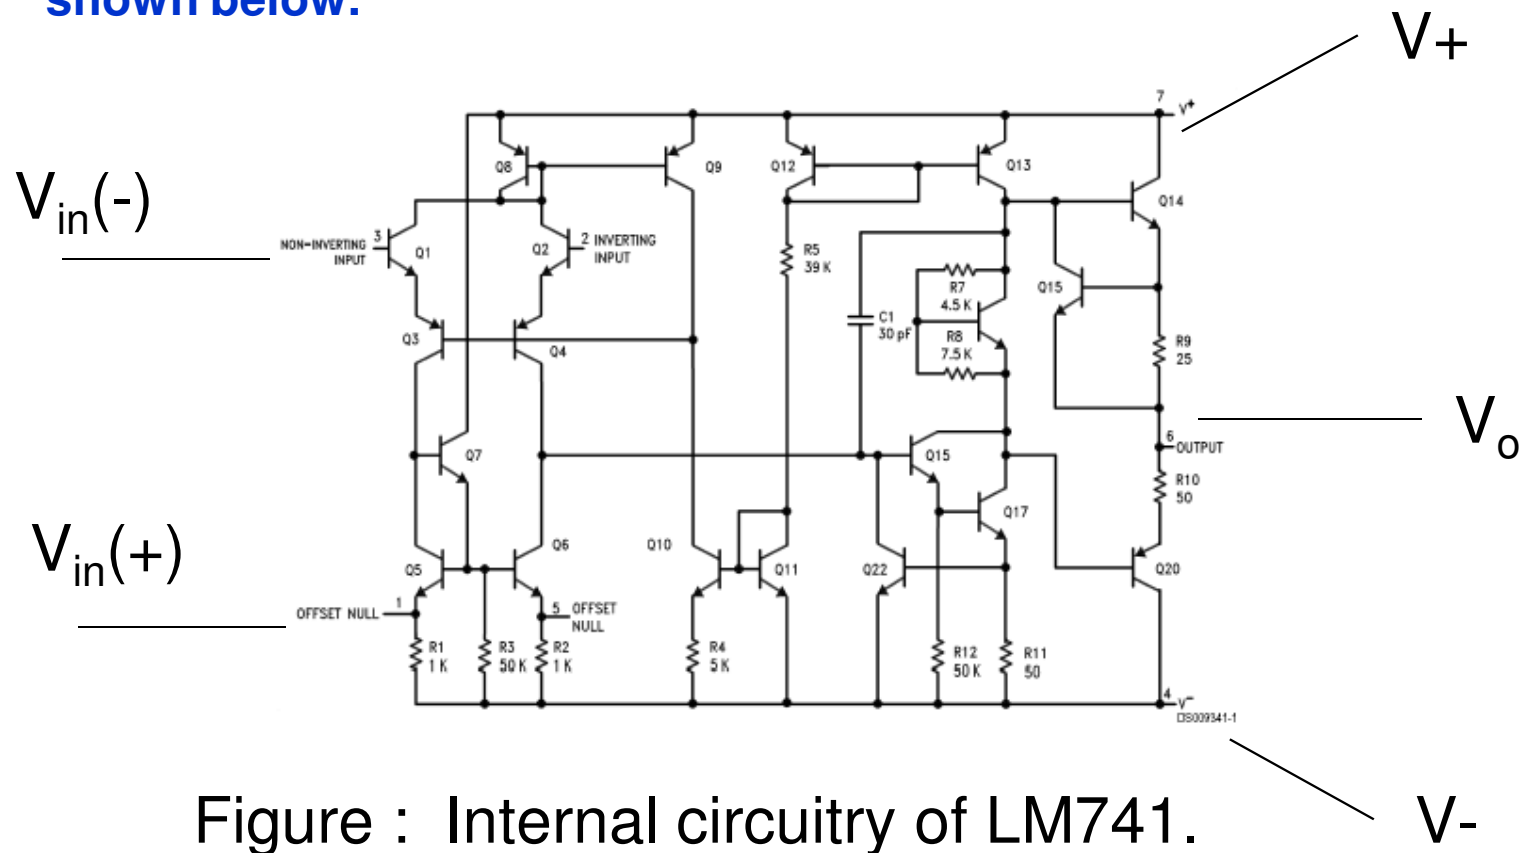 shown below.
V+
7
V+
Q8
Q9
Q12
Q13
Vin(-)
Q14
NON-INVERTING
INPUT
3
Q1
Q2
2 INVERTING
INPUT
R5
39 K
Q15
R7
4.5 K
C1
30 pF
R8
7.5 K
Q3
Q4
R9
25
Vo
6
OUTPUT
Q7
Q15
R10
50
Q17
Vin(+)
Q5
Q6
Q10
Q11
Q22
Q20
OFFSET NULL
1
5 OFFSET
NULL
R1
1 K
R3
50 K
R2
1 K
R4
5 K
R12
50 K
R11
50
4
V-
DS009341-1
Figure : Internal circuitry of LM741.
V-